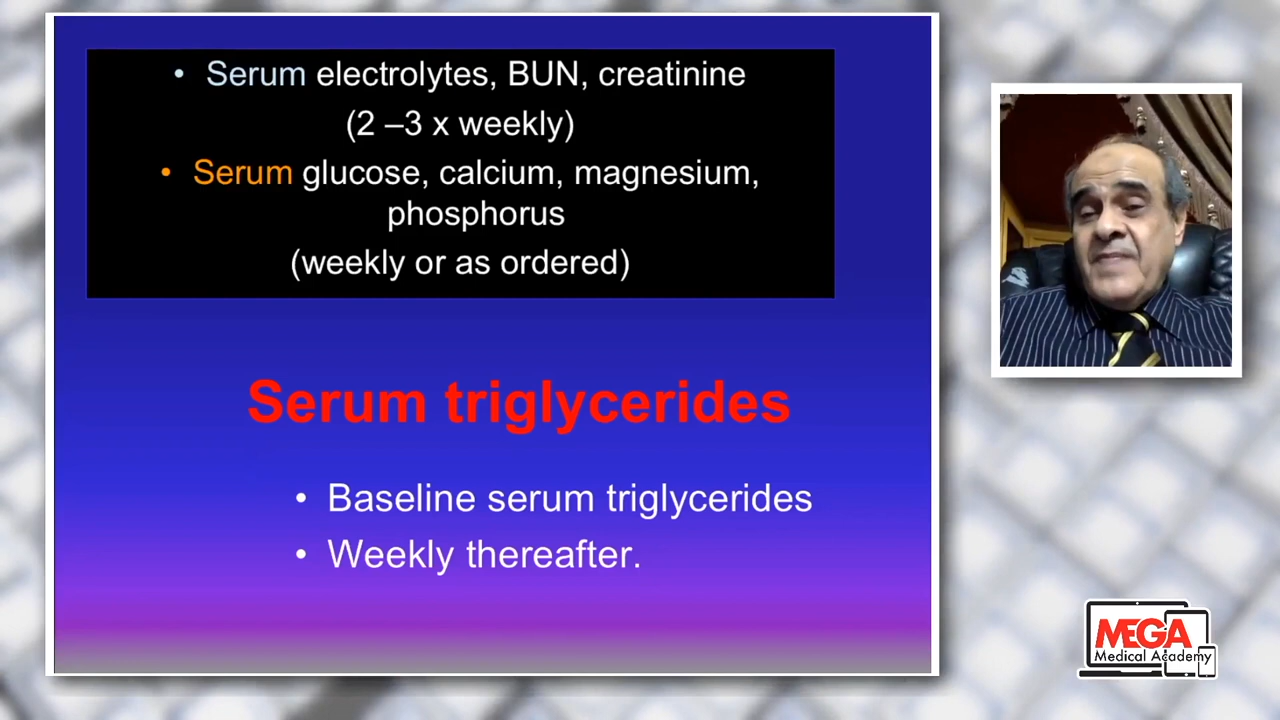 • Serum electrolytes, BUN, creatinine
(2 –3 x weekly)
• Serum glucose, calcium, magnesium,
phosphorus
(weekly or as ordered)
Serum triglycerides
• Baseline serum triglycerides
• Weekly thereafter.
MEGA
Medical Academy